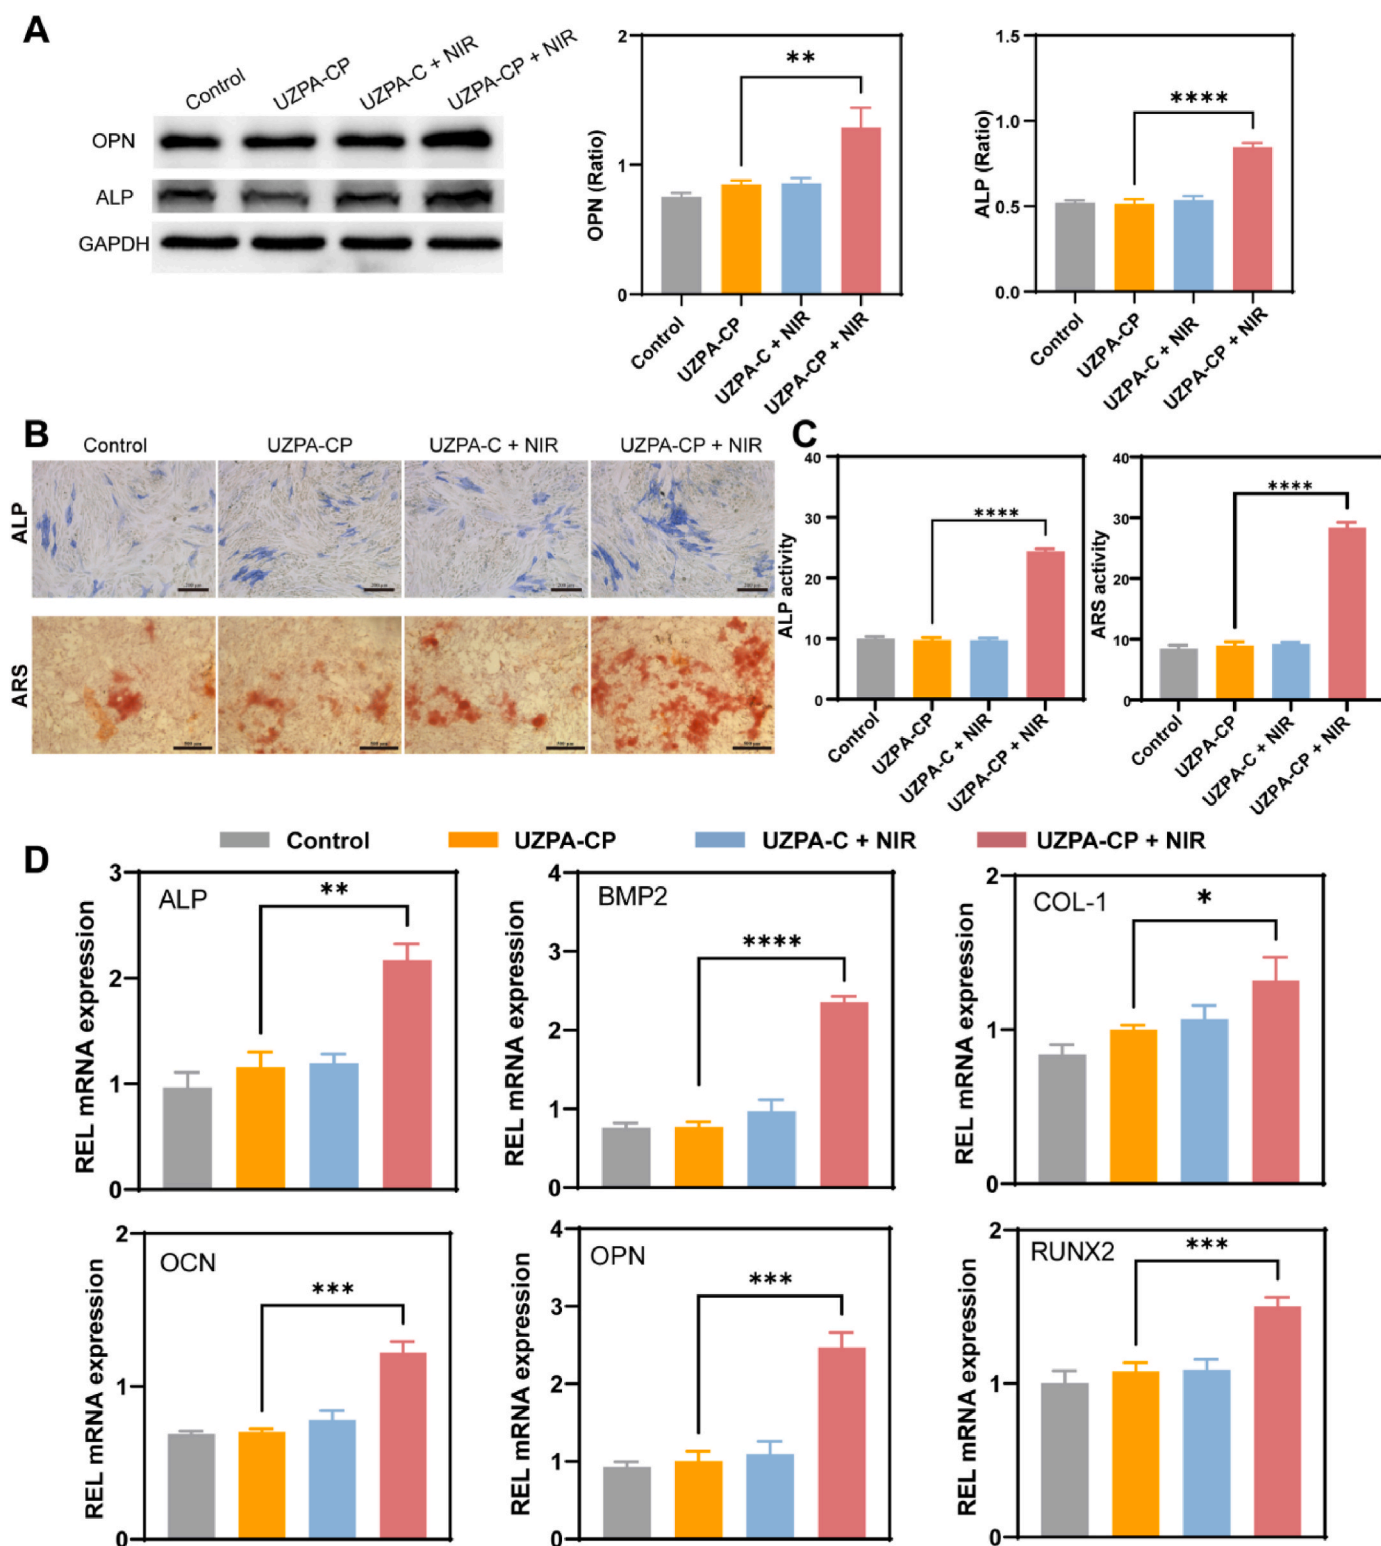 A
Control
UZPA-CP
UZPA-C + NIR
UZPA-CP + NIR
OPN
ALP
GAPDH
OPN (Ratio)
2
1
0
**
Control
UZPA-CP
UZPA-C + NIR
UZPA-CP + NIR
ALP (Ratio)
1.5
1.0
0.5
0.0
****
Control
UZPA-CP
UZPA-C + NIR
UZPA-CP + NIR
B
Control
UZPA-CP
UZPA-C + NIR
UZPA-CP + NIR
ALP
ARS
C
ALP activity
40
30
20
10
0
****
Control
UZPA-CP
UZPA-C + NIR
UZPA-CP + NIR
ARS activity
40
30
20
10
0
****
Control
UZPA-CP
UZPA-C + NIR
UZPA-CP + NIR
Control
UZPA-CP
UZPA-C + NIR
UZPA-CP + NIR
D
REL mRNA expression
3
2
1
0
ALP
**
REL mRNA expression
4
3
2
1
0
BMP2
****
REL mRNA expression
2
1
0
COL-1
*
REL mRNA expression
2
1
0
OCN
***
REL mRNA expression
4
3
2
1
0
OPN
***
REL mRNA expression
2
1
0
RUNX2
***